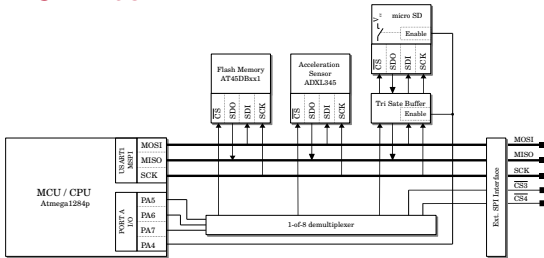 V=
micro SD
Enable
CS SDO SDI SCK
Flash Memory
AT45DBxx1
CS SDO SDI SCK
Acceleration
Sensor
ADXL345
CS SDO SDI SCK
Tri Sate Buffer
Enable
MCU / CPU
Atmega1284p
USART1
MSPI
MOSI
MISO
SCK
PORT A
I/O
PA5
PA6
PA7
PA4
1-of-8 demultiplexer
Ext. SPI Interface
MOSI
MISO
SCK
CS3
CS4